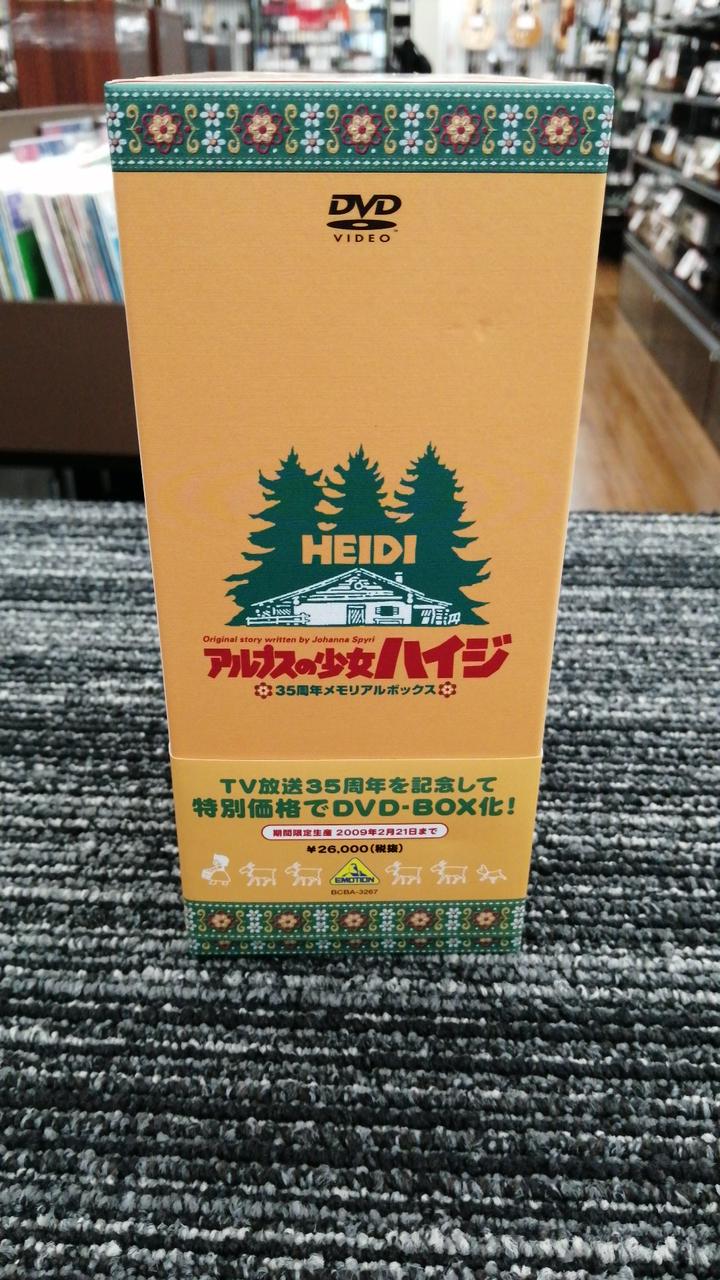 DVD
VIDEO
HEIDI
Original story written by Johanna Spyri
アルプスの少女ハイジ
35周年メモリアルボックス
TV放送35周年を記念して
特別価格でDVD-BOX化!
期間限定生産 2009年2月21日まで
¥26,000(税抜)
EMOTION
BCBA-3267